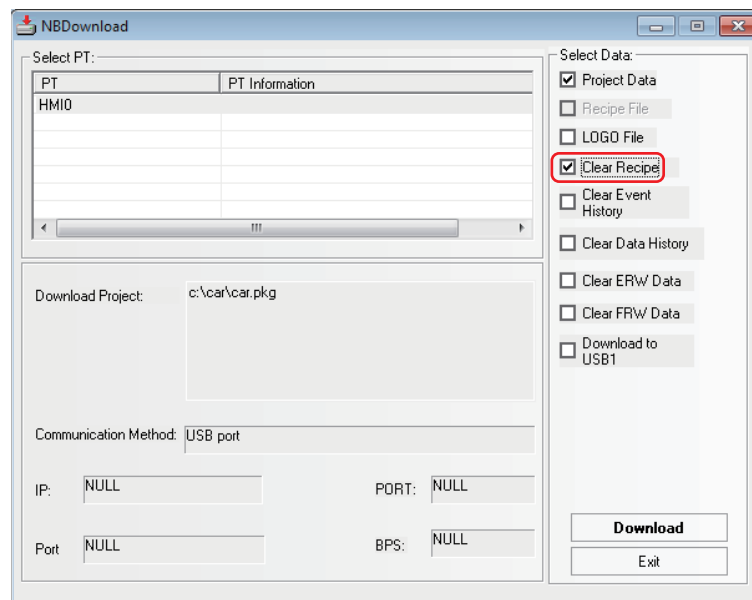 NBDownload
Select PT:
PT PT Information
HMI0
Download Project: c:\car\car.pkg
Communication Method: USB port
IP: NULL PORT: NULL
Port NULL BPS: NULL
Select Data:
Project Data
Recipe File
LOGO File
Clear Recipe
Clear Event
History
Clear Data History
Clear ERW Data
Clear FRW Data
Download to
USB1
Download
Exit